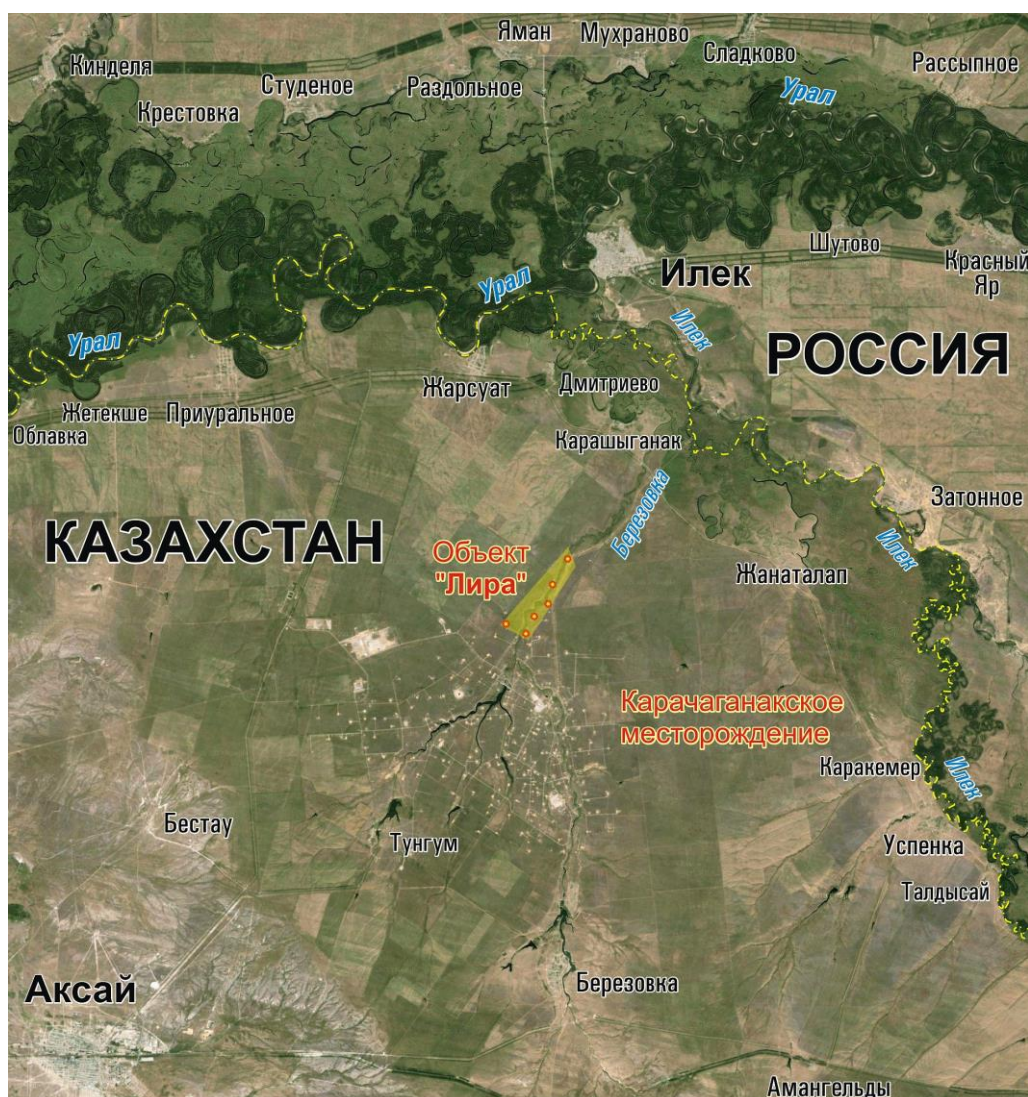 Яман
Мухраново
Сладково
Рассыпное
Кинделя
Студеное
Раздольное
Урал
Крестовка
Шутово
Красный
Яр
Илек
Урал
Илек
Урал
РОССИЯ
Жарсуат
Дмитриево
Жетекше
Приуральное
Облавка
Карашыганак
Затонное
Березовка
КАЗАХСТАН
Объект
"Лира"
Илек
Жаната­лап
Карачаганакское
месторождение
Каракемер
Илек
Бестау
Тунгум
Успенка
Талдысай
Аксай
Березовка
Амангельды